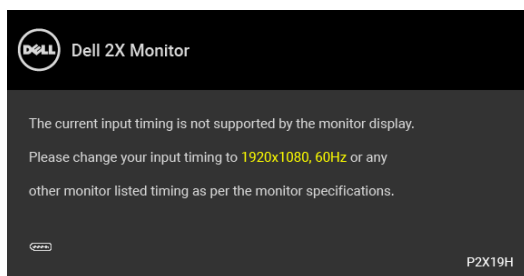 DELL
Dell 2X Monitor
The current input timing is not supported by the monitor display.
Please change your input timing to 1920x1080, 60Hz or any
other monitor listed timing as per the monitor specifications.
P2X19H